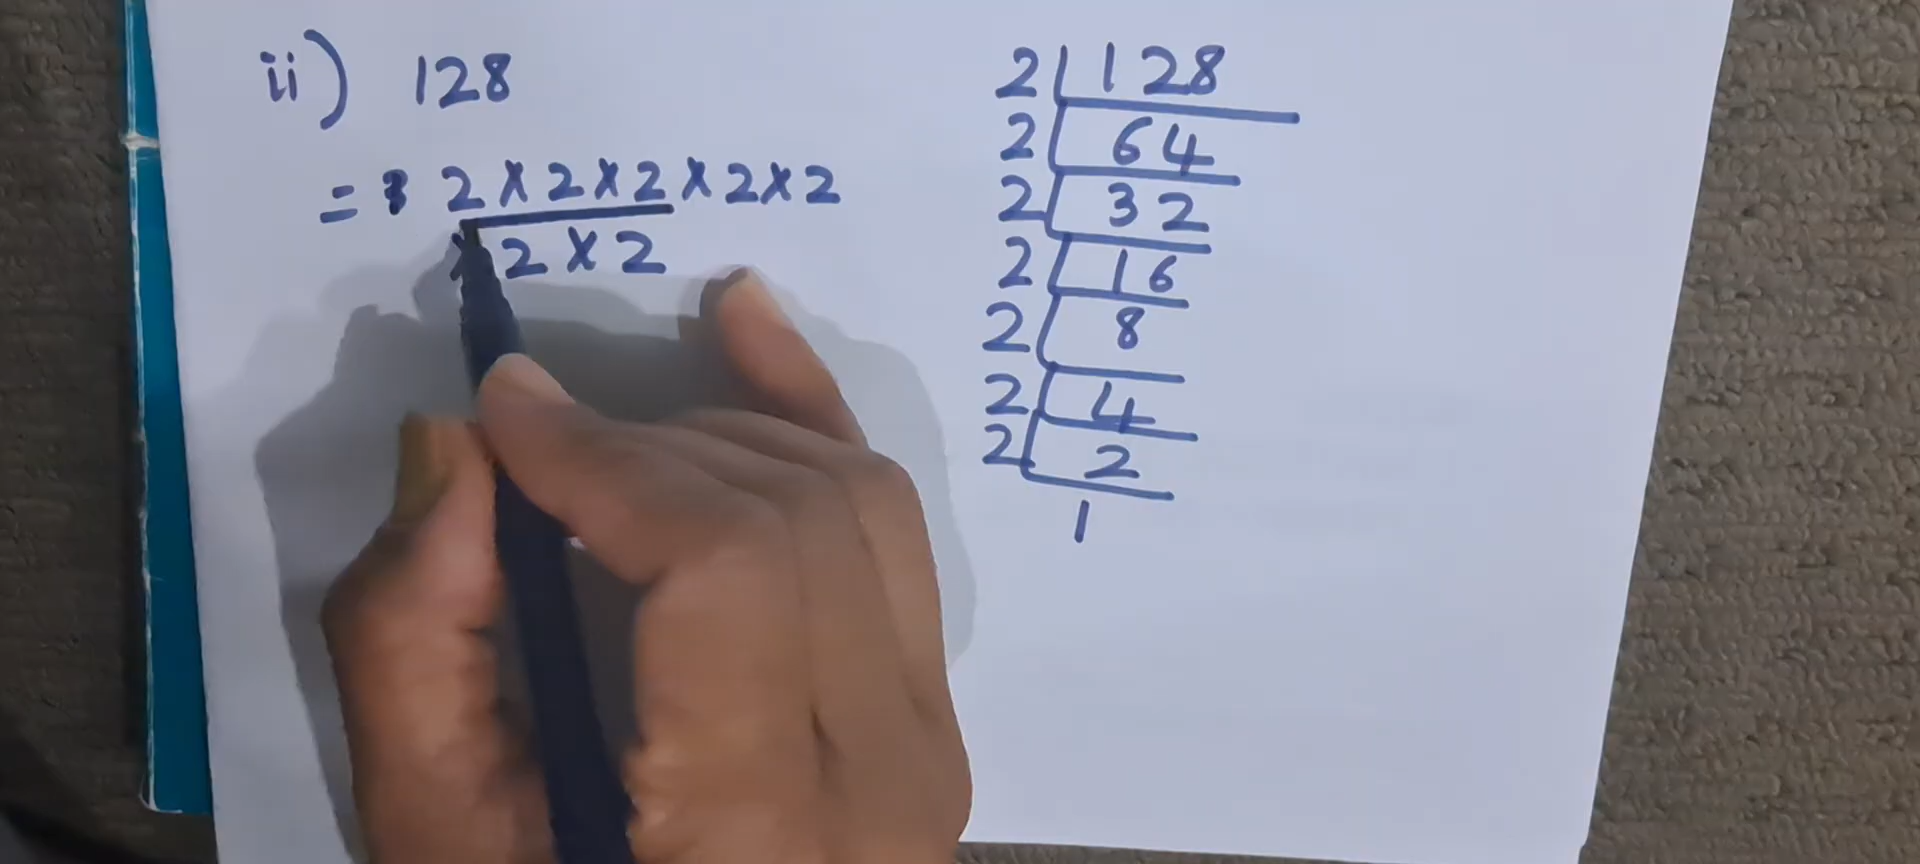 ii) 128
= 2 × 2 × 2 × 2 × 2
× 2 × 2
2 | 128
2 | 64
2 | 32
2 | 16
2 | 8
2 | 4
2 | 2
1